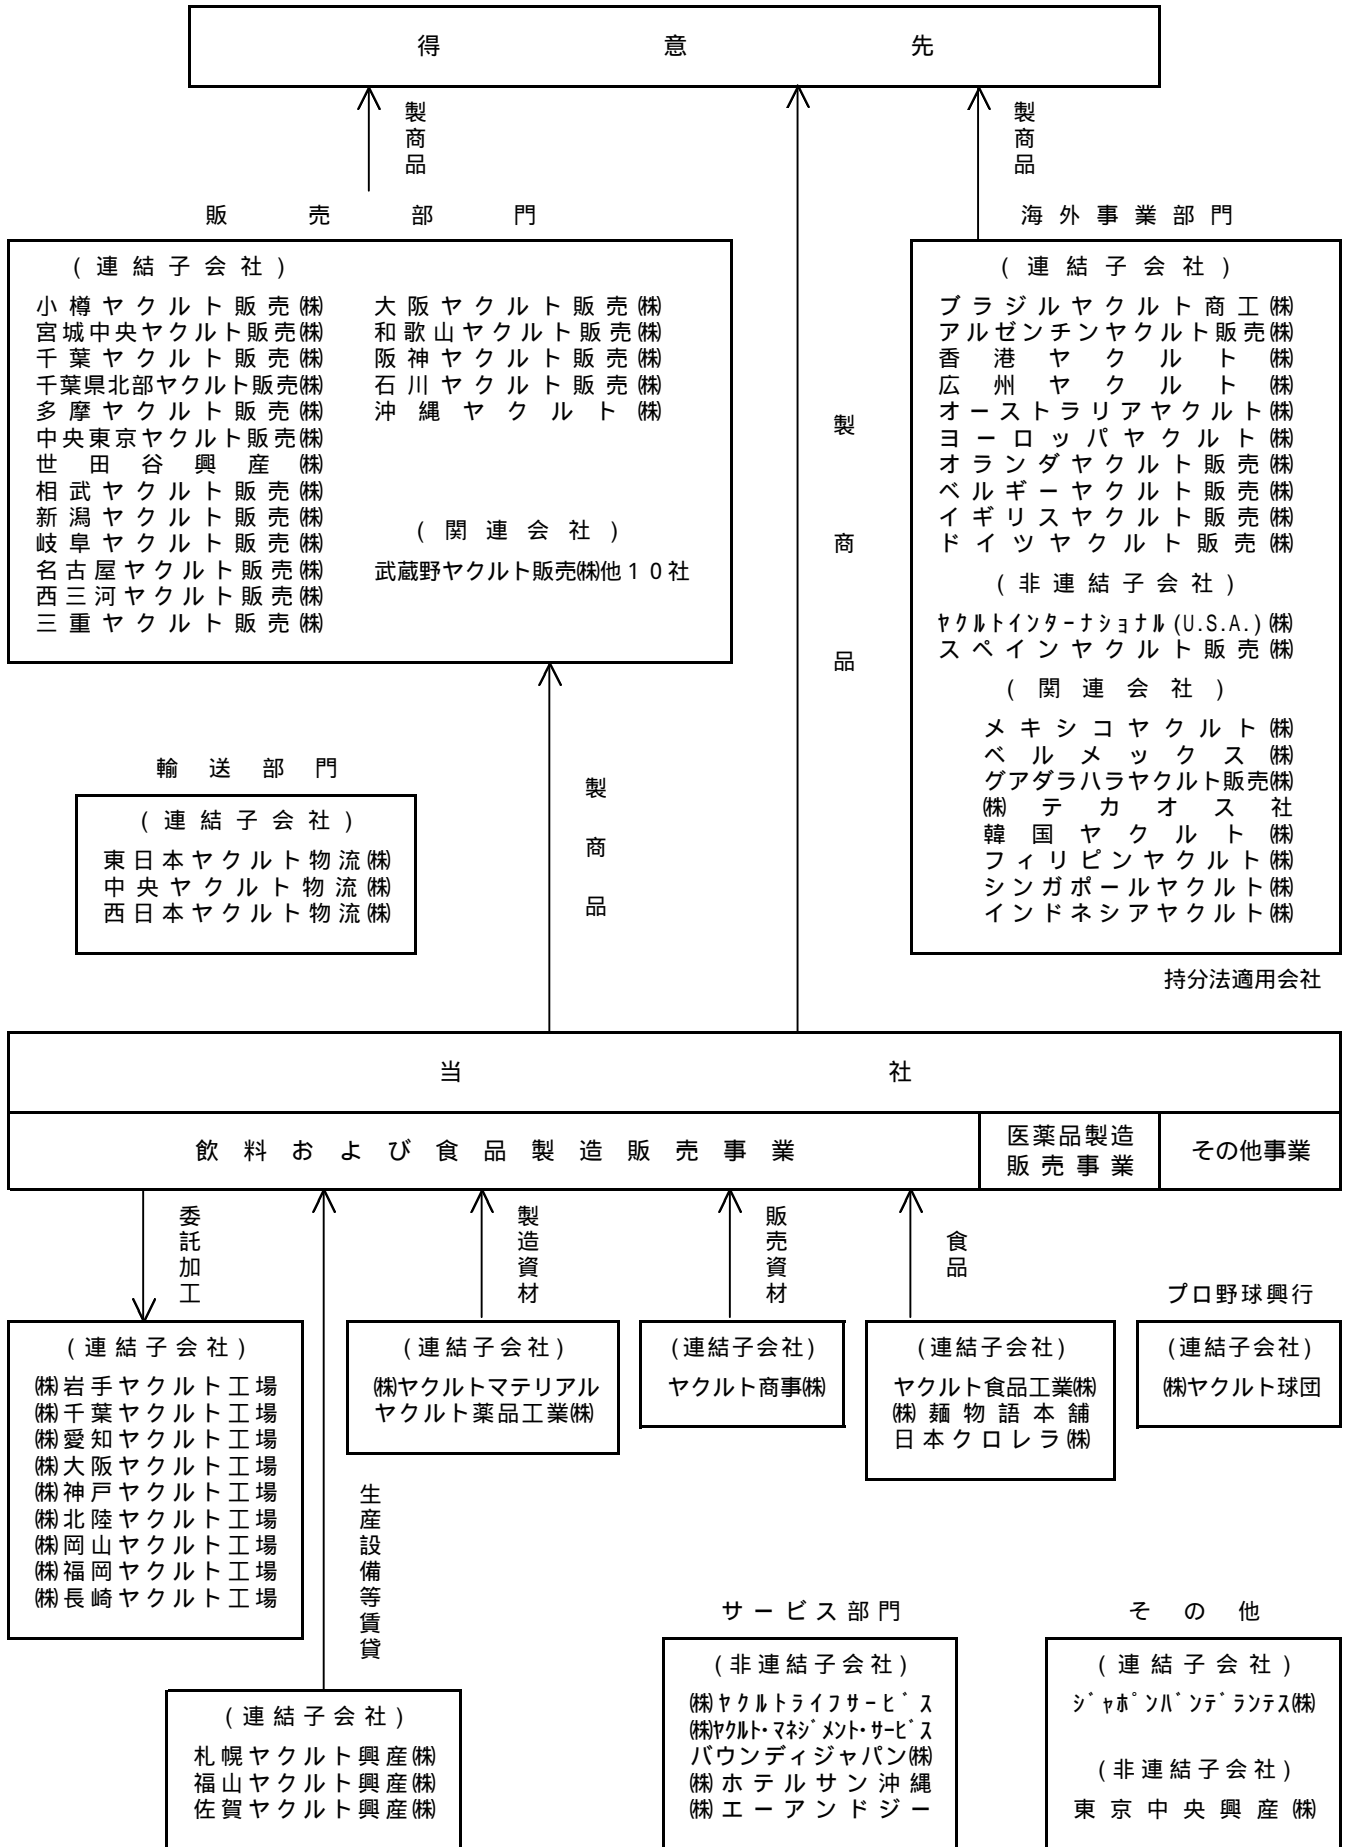 得意先
製商品
製商品
販売部門
(連結子会社)
小樽ヤクルト販売㈱
宮城中央ヤクルト販売㈱
千葉ヤクルト販売㈱
千葉県北部ヤクルト販売㈱
多摩ヤクルト販売㈱
中央東京ヤクルト販売㈱
世田谷興産㈱
相武ヤクルト販売㈱
新潟ヤクルト販売㈱
岐阜ヤクルト販売㈱
名古屋ヤクルト販売㈱
西三河ヤクルト販売㈱
三重ヤクルト販売㈱
大阪ヤクルト販売㈱
和歌山ヤクルト販売㈱
阪神ヤクルト販売㈱
石川ヤクルト販売㈱
沖縄ヤクルト㈱
(関連会社)
武蔵野ヤクルト販売㈱他10社
製商品
海外事業部門
(連結子会社)
ブラジルヤクルト商工㈱
アルゼンチンヤクルト販売㈱
香港ヤクルト㈱
広州ヤクルト㈱
オーストラリアヤクルト㈱
ヨーロッパヤクルト㈱
オランダヤクルト販売㈱
ベルギーヤクルト販売㈱
イギリスヤクルト販売㈱
ドイツヤクルト販売㈱
(非連結子会社)
ヤクルトインターナショナル(U.S.A.)㈱
スペインヤクルト販売㈱
(関連会社)
メキシコヤクルト㈱
ベルメックス㈱
グアダラハラヤクルト販売㈱
㈱テカオス社
韓国ヤクルト㈱
フィリピンヤクルト㈱
シンガポールヤクルト㈱
インドネシアヤクルト㈱
持分法適用会社
輸送部門
(連結子会社)
東日本ヤクルト物流㈱
中央ヤクルト物流㈱
西日本ヤクルト物流㈱
製商品
当社
飲料および食品製造販売事業
医薬品製造
販売事業
その他事業
委託加工
製造資材
販売資材
食品
プロ野球興行
(連結子会社)
㈱岩手ヤクルト工場
㈱千葉ヤクルト工場
㈱愛知ヤクルト工場
㈱大阪ヤクルト工場
㈱神戸ヤクルト工場
㈱北陸ヤクルト工場
㈱岡山ヤクルト工場
㈱福岡ヤクルト工場
㈱長崎ヤクルト工場
(連結子会社)
㈱ヤクルトマテリアル
ヤクルト薬品工業㈱
(連結子会社)
ヤクルト商事㈱
(連結子会社)
ヤクルト食品工業㈱
㈱麺物語本舗
日本クロレラ㈱
(連結子会社)
㈱ヤクルト球団
生産設備等賃貸
(連結子会社)
札幌ヤクルト興産㈱
福山ヤクルト興産㈱
佐賀ヤクルト興産㈱
サービス部門
(非連結子会社)
㈱ヤクルトライフサービス
㈱ヤクルト・マネジメント・サービス
バウンディジャパン㈱
㈱ホテルサン沖縄
㈱エーアンドジー
その他
(連結子会社)
ジャポンバンデランテス㈱
(非連結子会社)
東京中央興産㈱